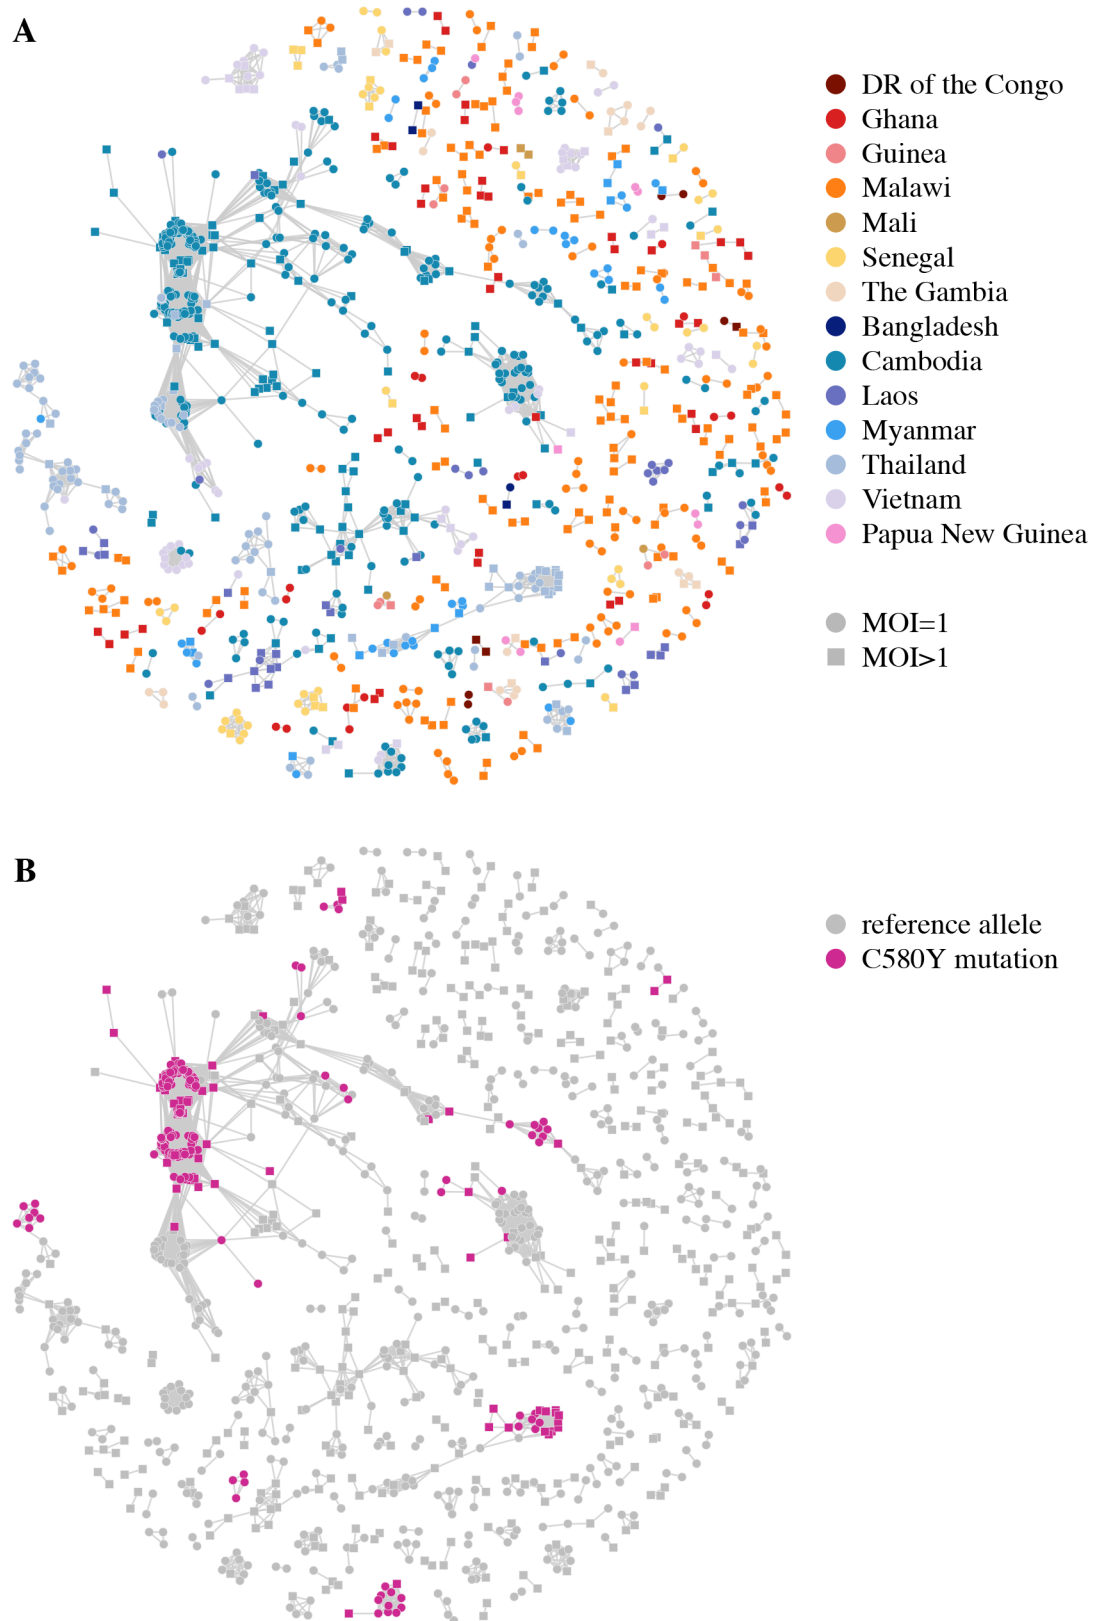 A
DR of the Congo
Ghana
Guinea
Malawi
Mali
Senegal
The Gambia
Bangladesh
Cambodia
Laos
Myanmar
Thailand
Vietnam
Papua New Guinea
MOI=1
MOI>1
B
reference allele
C580Y mutation